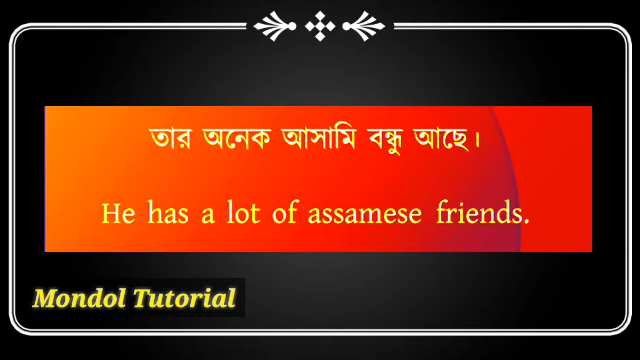 তার অনেক আসামি বন্ধু আছে।
He has a lot of assamese friends.
Mondol Tutorial